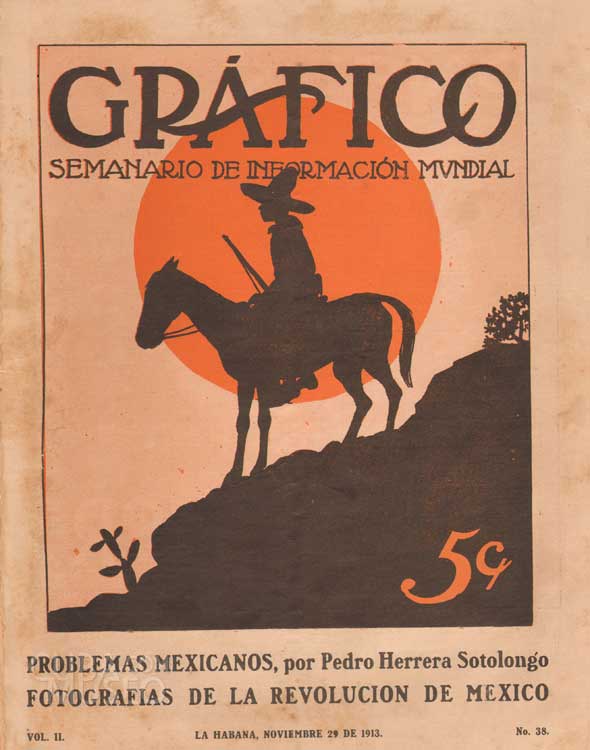 GRÁFICO
SEMANARIO DE INFORMACIÓN MVNDIAL
5¢
PROBLEMAS MEXICANOS, por Pedro Herrera Sotolongo
FOTOGRAFIAS DE LA REVOLUCION DE MEXICO
VOL. II. LA HABANA, NOVIEMBRE 29 DE 1913. No. 38.